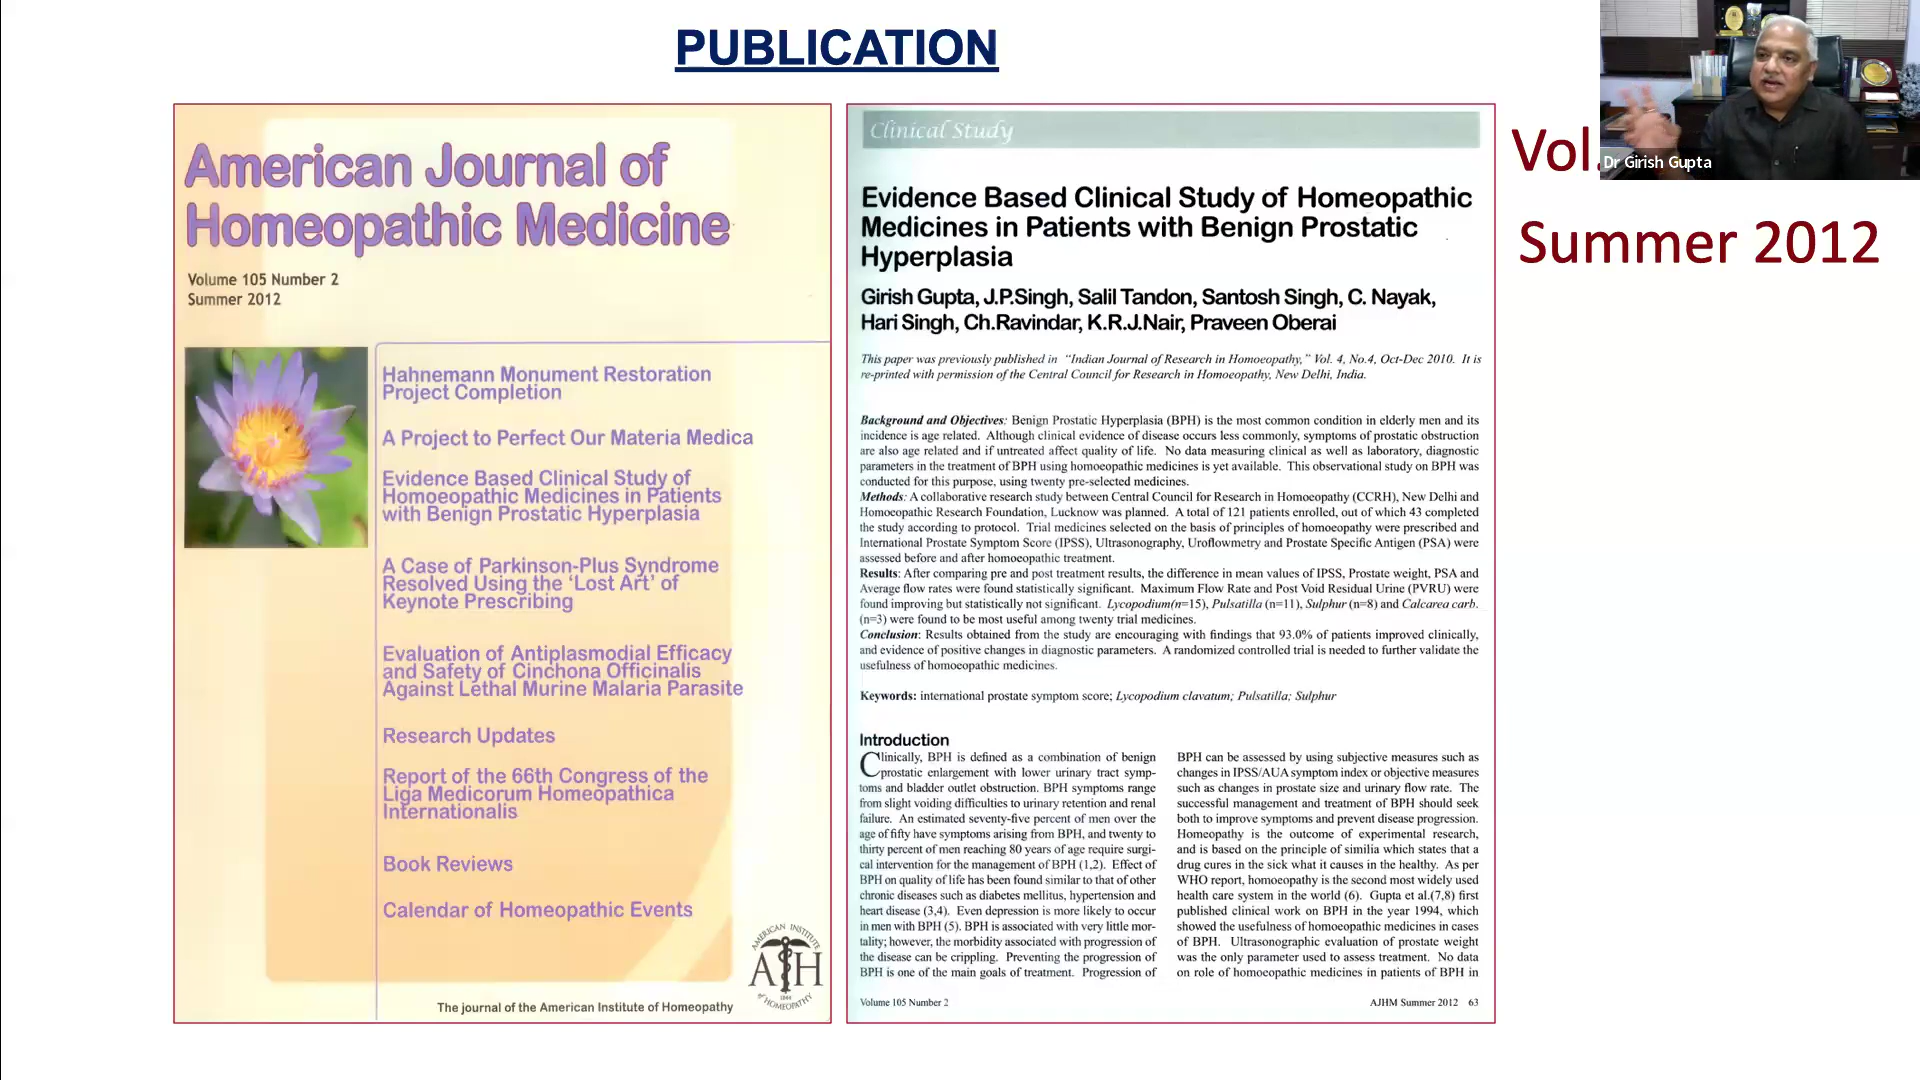 PUBLICATION
American Journal of
Homeopathic Medicine
Volume 105 Number 2
Summer 2012
Hahnemann Monument Restoration
Project Completion
A Project to Perfect Our Materia Medica
Evidence Based Clinical Study of
Homoeopathic Medicines in Patients
with Benign Prostatic Hyperplasia
A Case of Parkinson-Plus Syndrome
Resolved Using the ‘Lost Art’ of
Keynote Prescribing
Evaluation of Antiplasmodial Efficacy
and Safety of Cinchona Officinalis
Against Lethal Murine Malaria Parasite
Research Updates
Report of the 66th Congress of the
Liga Medicorum Homeopathica
Internationalis
Book Reviews
Calendar of Homeopathic Events
AMERICAN INSTITUTE
AIH
1844
of HOMEOPATHY
The journal of the American Institute of Homeopathy
Clinical Study
Evidence Based Clinical Study of Homeopathic
Medicines in Patients with Benign Prostatic
Hyperplasia
Girish Gupta, J.P.Singh, Salil Tandon, Santosh Singh, C. Nayak,
Hari Singh, Ch.Ravindar, K.R.J.Nair, Praveen Oberai
This paper was previously published in “Indian Journal of Research in Homoeopathy,” Vol. 4, No.4, Oct-Dec 2010. It is
re-printed with permission of the Central Council for Research in Homoeopathy, New Delhi, India.
Background and Objectives: Benign Prostatic Hyperplasia (BPH) is the most common condition in elderly men and its
incidence is age related. Although clinical evidence of disease occurs less commonly, symptoms of prostatic obstruction
are also age related and if untreated affect quality of life. No data measuring clinical as well as laboratory, diagnostic
parameters in the treatment of BPH using homoeopathic medicines is yet available. This observational study on BPH was
conducted for this purpose, using twenty pre-selected medicines.
Methods: A collaborative research study between Central Council for Research in Homoeopathy (CCRH), New Delhi and
Homoeopathic Research Foundation, Lucknow was planned. A total of 121 patients enrolled, out of which 43 completed
the study according to protocol. Trial medicines selected on the basis of principles of homoeopathy were prescribed and
International Prostate Symptom Score (IPSS), Ultrasonography, Uroflowmetry and Prostate Specific Antigen (PSA) were
assessed before and after homoeopathic treatment.
Results: After comparing pre and post treatment results, the difference in mean values of IPSS, Prostate weight, PSA and
Average flow rates were found statistically significant. Maximum Flow Rate and Post Void Residual Urine (PVRU) were
found improving but statistically not significant. Lycopodium(n=15), Pulsatilla (n=11), Sulphur (n=8) and Calcarea carb.
(n=3) were found to be most useful among twenty trial medicines.
Conclusion: Results obtained from the study are encouraging with findings that 93.0% of patients improved clinically,
and evidence of positive changes in diagnostic parameters. A randomized controlled trial is needed to further validate the
usefulness of homoeopathic medicines.
Keywords: international prostate symptom score; Lycopodium clavatum; Pulsatilla; Sulphur
Introduction
Clinically, BPH is defined as a combination of benign
prostatic enlargement with lower urinary tract symp-
toms and bladder outlet obstruction. BPH symptoms range
from slight voiding difficulties to urinary retention and renal
failure. An estimated seventy-five percent of men over the
age of fifty have symptoms arising from BPH, and twenty to
thirty percent of men reaching 80 years of age require surgi-
cal intervention for the management of BPH (1,2). Effect of
BPH on quality of life has been found similar to that of other
chronic diseases such as diabetes mellitus, hypertension and
heart disease (3,4). Even depression is more likely to occur
in men with BPH (5). BPH is associated with very little mor-
tality; however, the morbidity associated with progression of
the disease can be crippling. Preventing the progression of
BPH is one of the main goals of treatment. Progression of
BPH can be assessed by using subjective measures such as
changes in IPSS/AUA symptom index or objective measures
such as changes in prostate size and urinary flow rate. The
successful management and treatment of BPH should seek
both to improve symptoms and prevent disease progression.
Homeopathy is the outcome of experimental research,
and is based on the principle of similia which states that a
drug cures in the sick what it causes in the healthy. As per
WHO report, homoeopathy is the second most widely used
health care system in the world (6). Gupta et al.(7,8) first
published clinical work on BPH in the year 1994, which
showed the usefulness of homoeopathic medicines in cases
of BPH. Ultrasonographic evaluation of prostate weight
was the only parameter used to assess treatment. No data
on role of homoeopathic medicines in patients of BPH in
Volume 105 Number 2
AJHM Summer 2012 63
Vol.
Summer 2012
Dr Girish Gupta